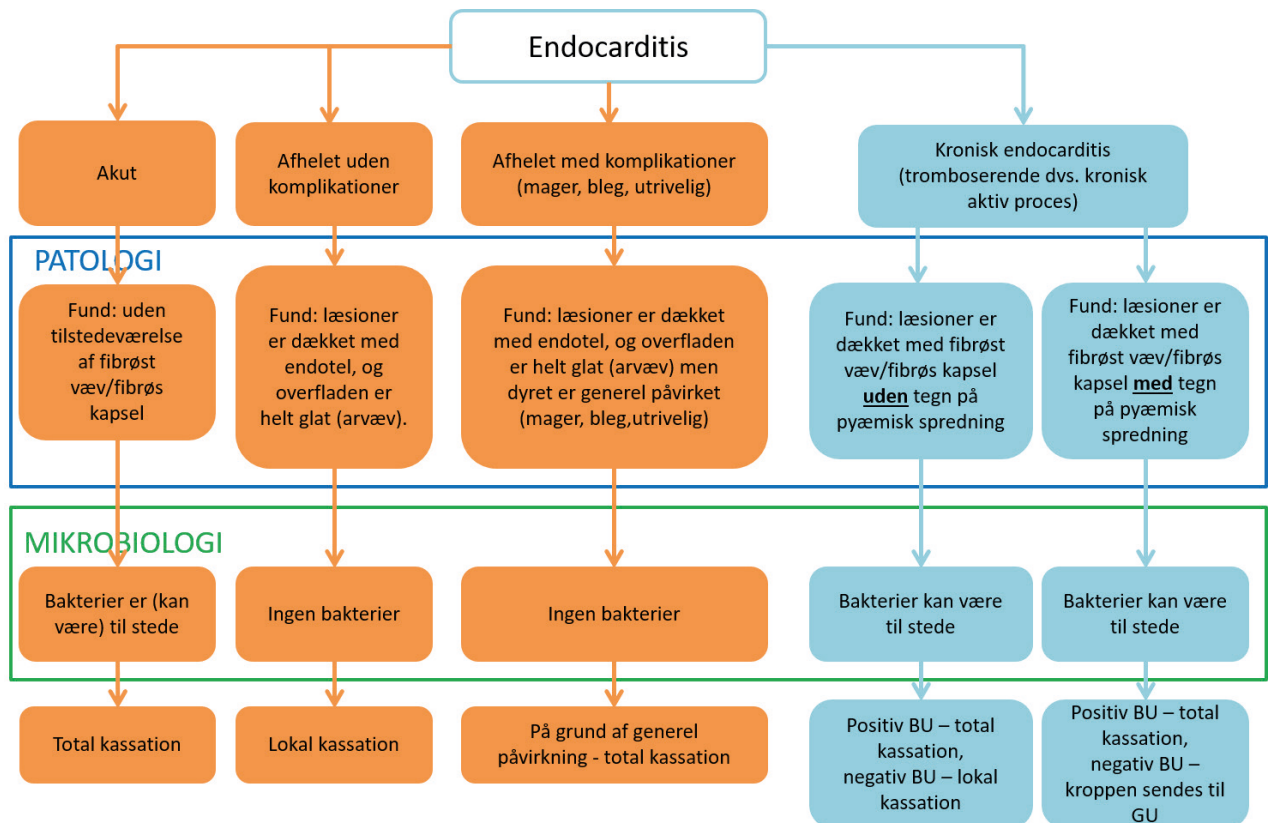 Endocarditis
Akut
Afhelet uden
komplikationer
Afhelet med komplikationer
(mager, bleg, utrivelig)
Kronisk endocarditis
(tromboserende dvs. kronisk
aktiv proces)
PATOLOGI
Fund: uden
tilstedeværelse
af fibrøst
væv/fibrøs
kapsel
Fund: læsioner
er dækket med
endotel, og
overfladen er
helt glat (arvæv).
Fund: læsioner er dækket
med endotel, og overfladen
er helt glat (arvæv) men
dyret er generel påvirket
(mager, bleg,utrivelig)
Fund: læsioner er
dækket med fibrøst
væv/fibrøs kapsel
uden tegn på
pyæmisk spredning
Fund: læsioner er
dækket med
fibrøst væv/fibrøs
kapsel med tegn
på pyæmisk
spredning
MIKROBIOLOGI
Bakterier er (kan
være) til stede
Ingen bakterier
Ingen bakterier
Bakterier kan være
til stede
Bakterier kan være
til stede
Total kassation
Lokal kassation
På grund af generel
påvirkning - total kassation
Positiv BU – total
kassation,
negativ BU – lokal
kassation
Positiv BU – total
kassation,
negativ BU –
kroppen sendes til
GU